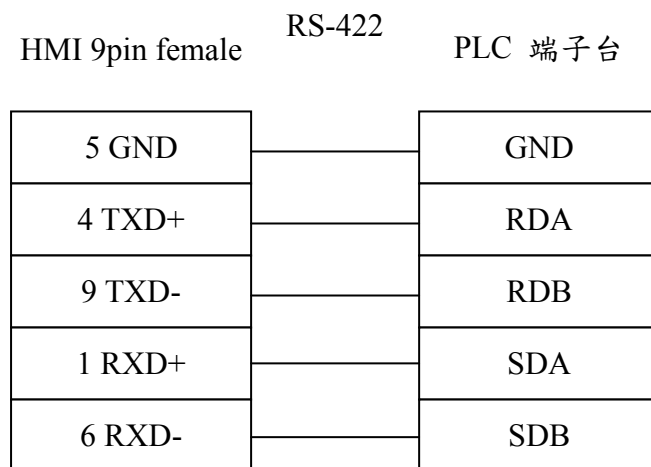 RS-422
HMI 9pin female
PLC 端子台
5 GND
GND
4 TXD+
RDA
9 TXD-
RDB
1 RXD+
SDA
6 RXD-
SDB